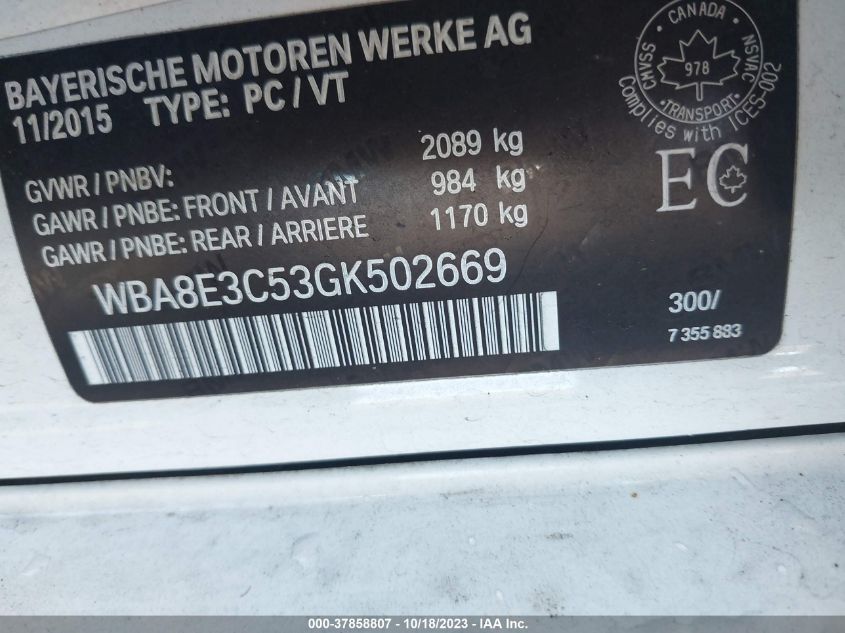 BAYERISCHE MOTOREN WERKE AG
11/2015 TYPE: PC / VT
GVWR / PNBV: 2089 kg
GAWR / PNBE: FRONT / AVANT 984 kg
GAWR / PNBE: REAR / ARRIERE 1170 kg
WBA8E3C53GK502669
CANADA
CMVSS
NSVAC
978
TRANSPORT
Complies with ICES-002
EC
300/
7 355 883
000-37858807 - 10/18/2023 - IAA Inc.